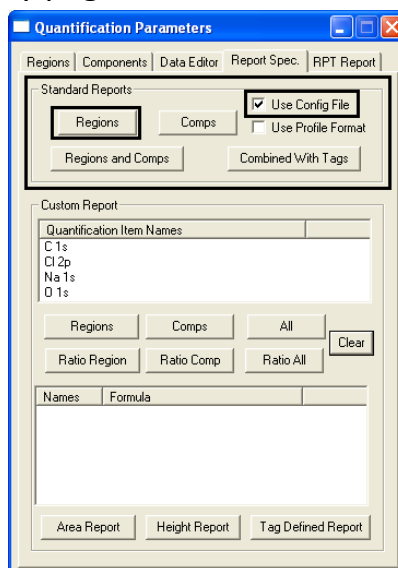 Quantification Parameters
Regions Components Data Editor Report Spec. RPT Report
Standard Reports
Use Config File
Regions Comps
Use Profile Format
Regions and Comps Combined With Tags
Custom Report
Quantification Item Names
C 1s
Cl 2p
Na 1s
O 1s
Regions Comps All
Clear
Ratio Region Ratio Comp Ratio All
Names Formula
Area Report Height Report Tag Defined Report